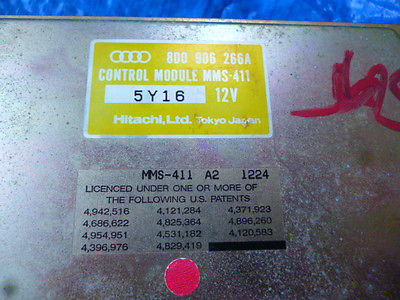 8D0 906 266A
CONTROL MODULE MMS-411
5Y16 12V
Hitachi, Ltd. Tokyo Japan
MMS-411 A2 1224
LICENCED UNDER ONE OR MORE OF
THE FOLLOWING U.S. PATENTS
4,942,516 4,121,284 4,371,923
4,686,622 4,825,364 4,896,260
4,954,951 4,531,182 4,120,583
4,396,976 4,829,419